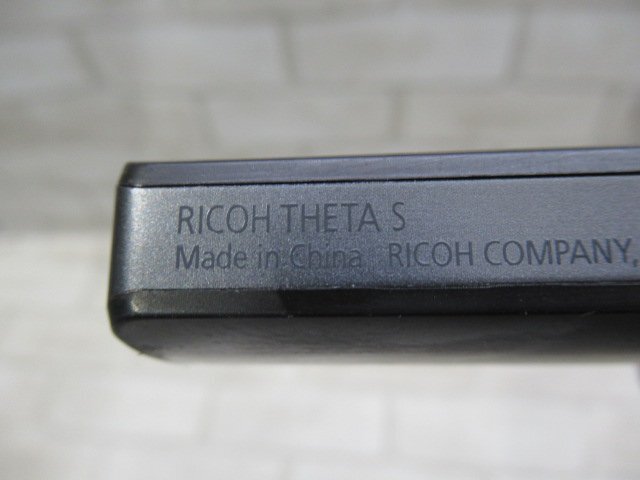 RICOH THETA S
Made in China RICOH COMPANY,